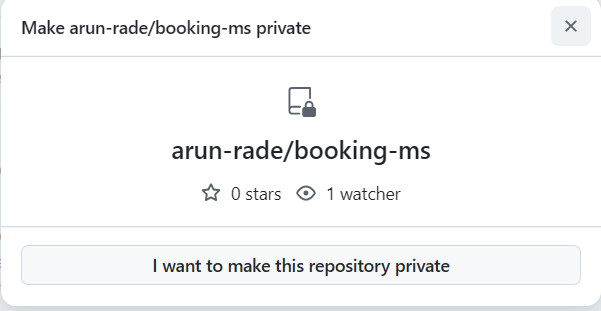 Make arun-rade/booking-ms private
arun-rade/booking-ms
0 stars 1 watcher
I want to make this repository private